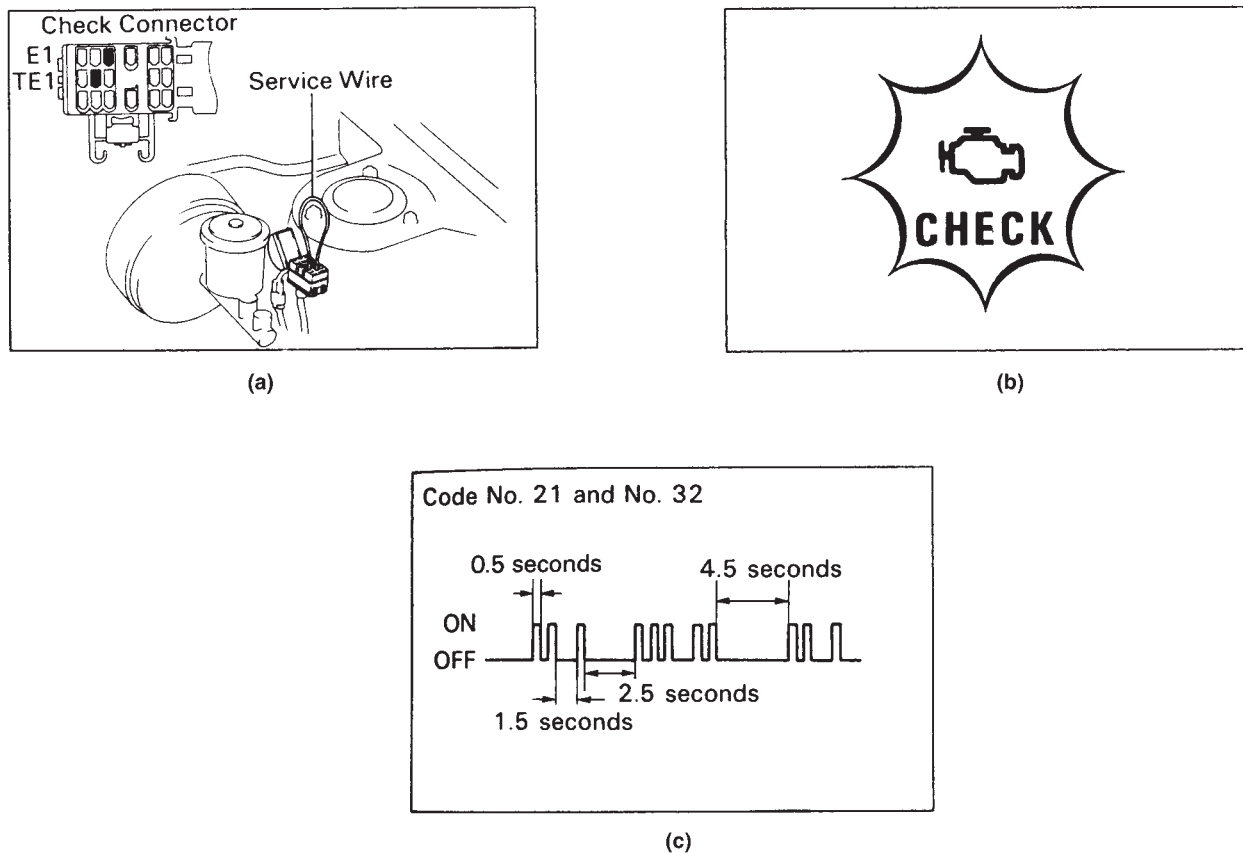 Check Connector
E1
TE1
Service Wire
(a)
CHECK
(b)
Code No. 21 and No. 32
0.5 seconds
4.5 seconds
ON
OFF
2.5 seconds
1.5 seconds
(c)